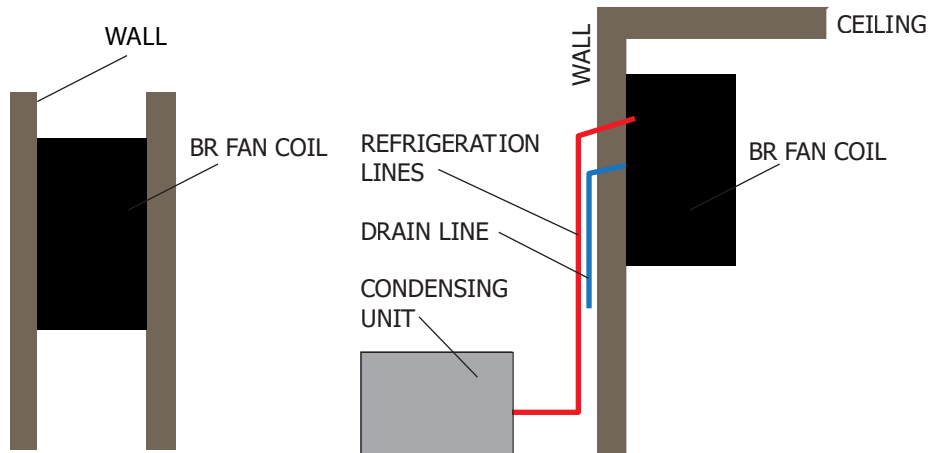 WALL
BR FAN COIL
WALL
CEILING
REFRIGERATION
LINES
BR FAN COIL
DRAIN LINE
CONDENSING
UNIT